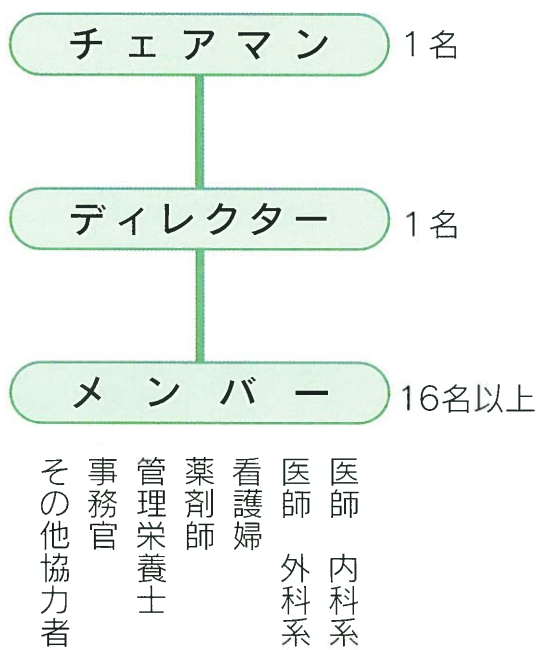 チェアマン
1名
ディレクター
1名
メンバー
16名以上
医師　内科系
医師　外科系
看護婦
薬剤師
管理栄養士
事務官
その他協力者